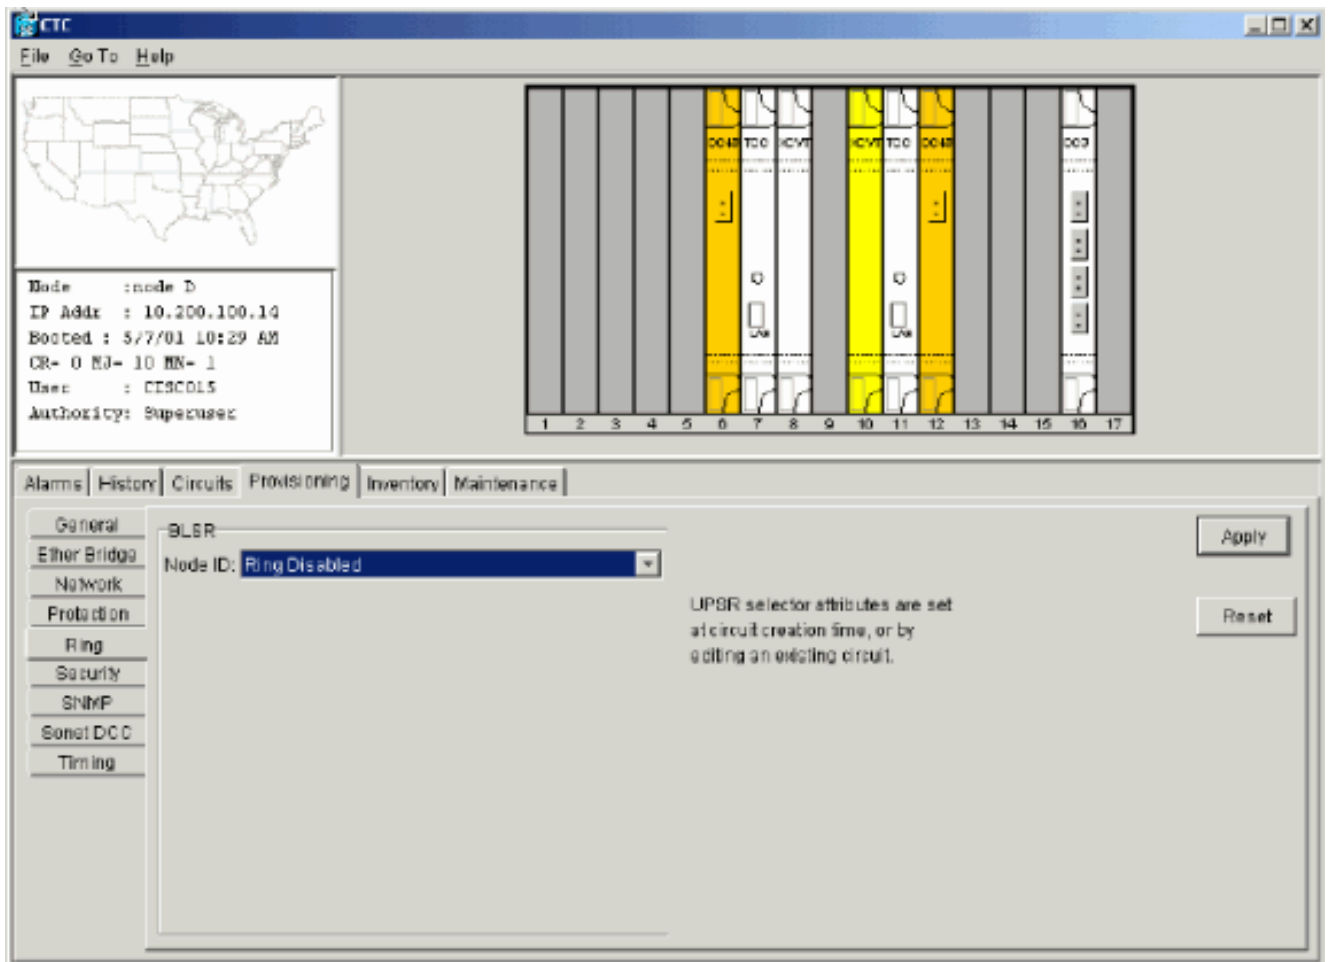 CTC
File Go To Help
Node :node D
IP Addr : 10.200.100.14
Booted : 5/7/01 10:29 AM
CR- 0 MJ- 10 MN- 1
User : CISCO15
Authority: Superuser
OC48 TCC XCVT XCVT TCC OC48 OC3
LAN LAN
1 2 3 4 5 6 7 8 9 10 11 12 13 14 15 16 17
Alarms History Circuits Provisioning Inventory Maintenance
General
Ether Bridge
Network
Protection
Ring
Security
SNMP
Sonet DCC
Timing
BLSR
Node ID: Ring Disabled
UPSR selector attributes are set
at circuit creation time, or by
editing an existing circuit.
Apply
Reset